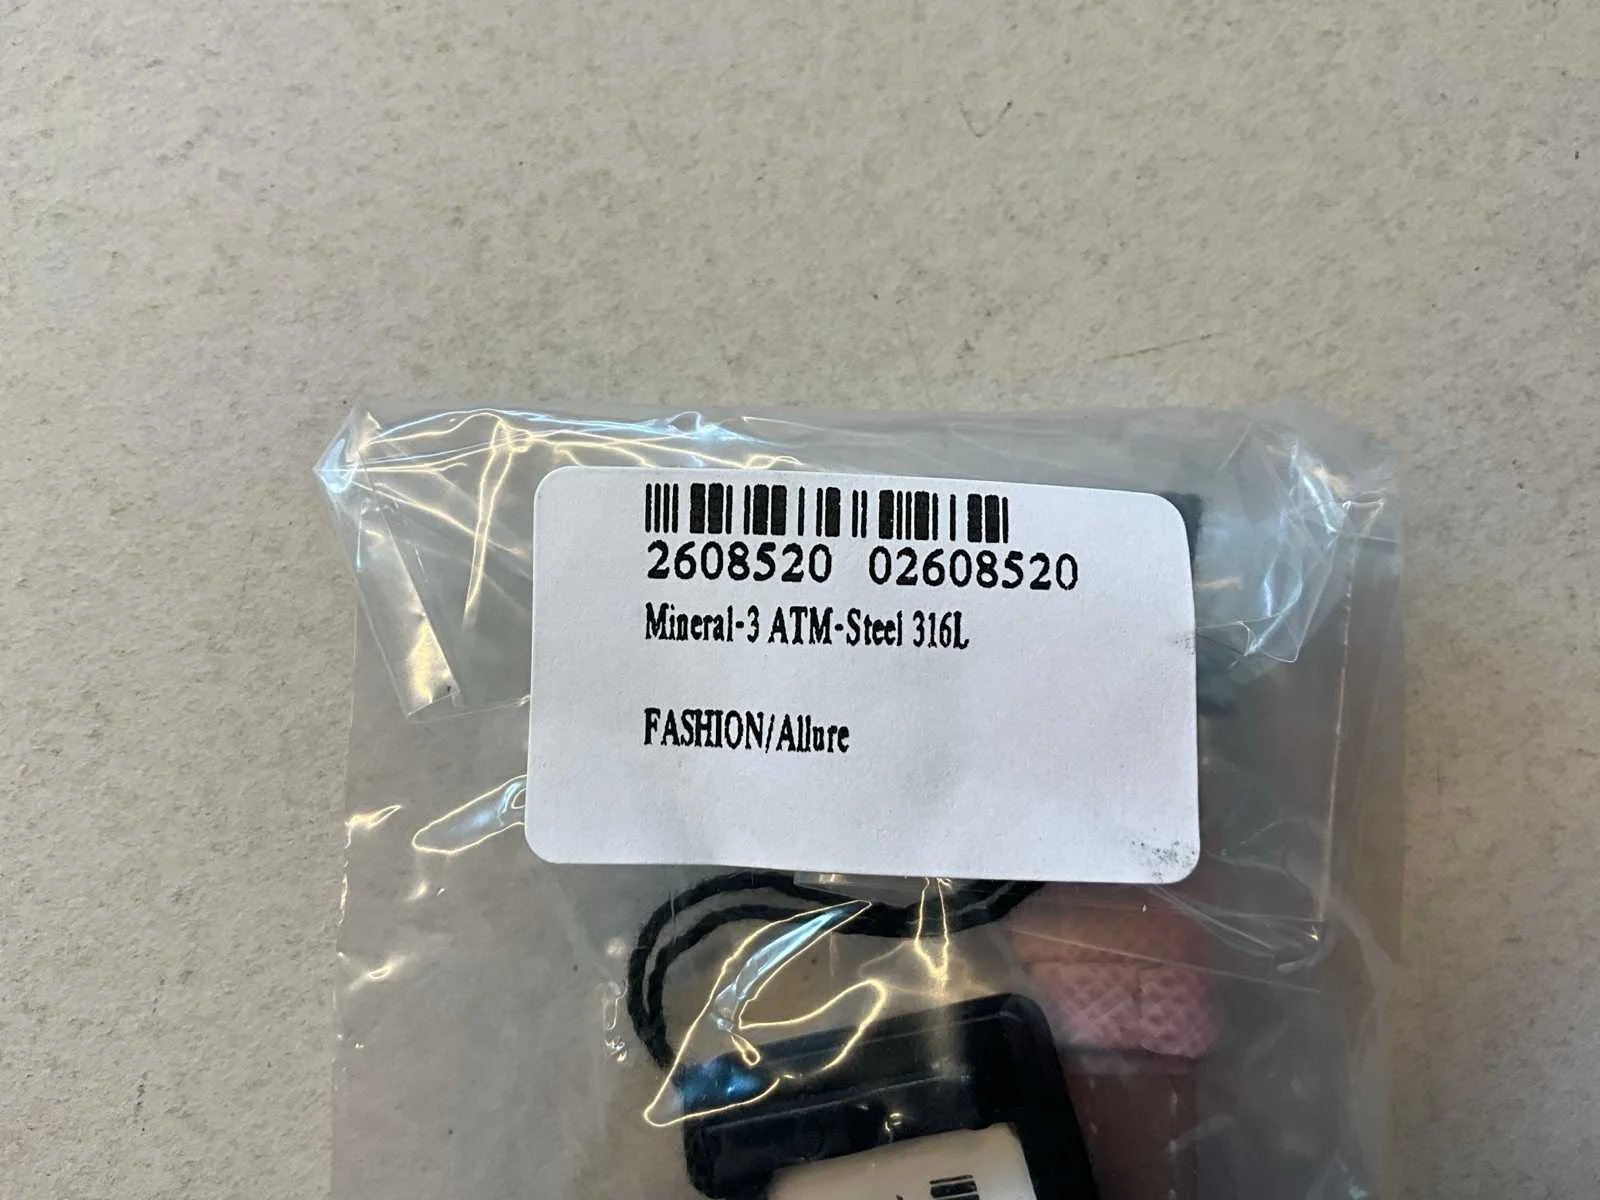 2608520 02608520
Mineral-3 ATM-Steel 316L
FASHION/Allure